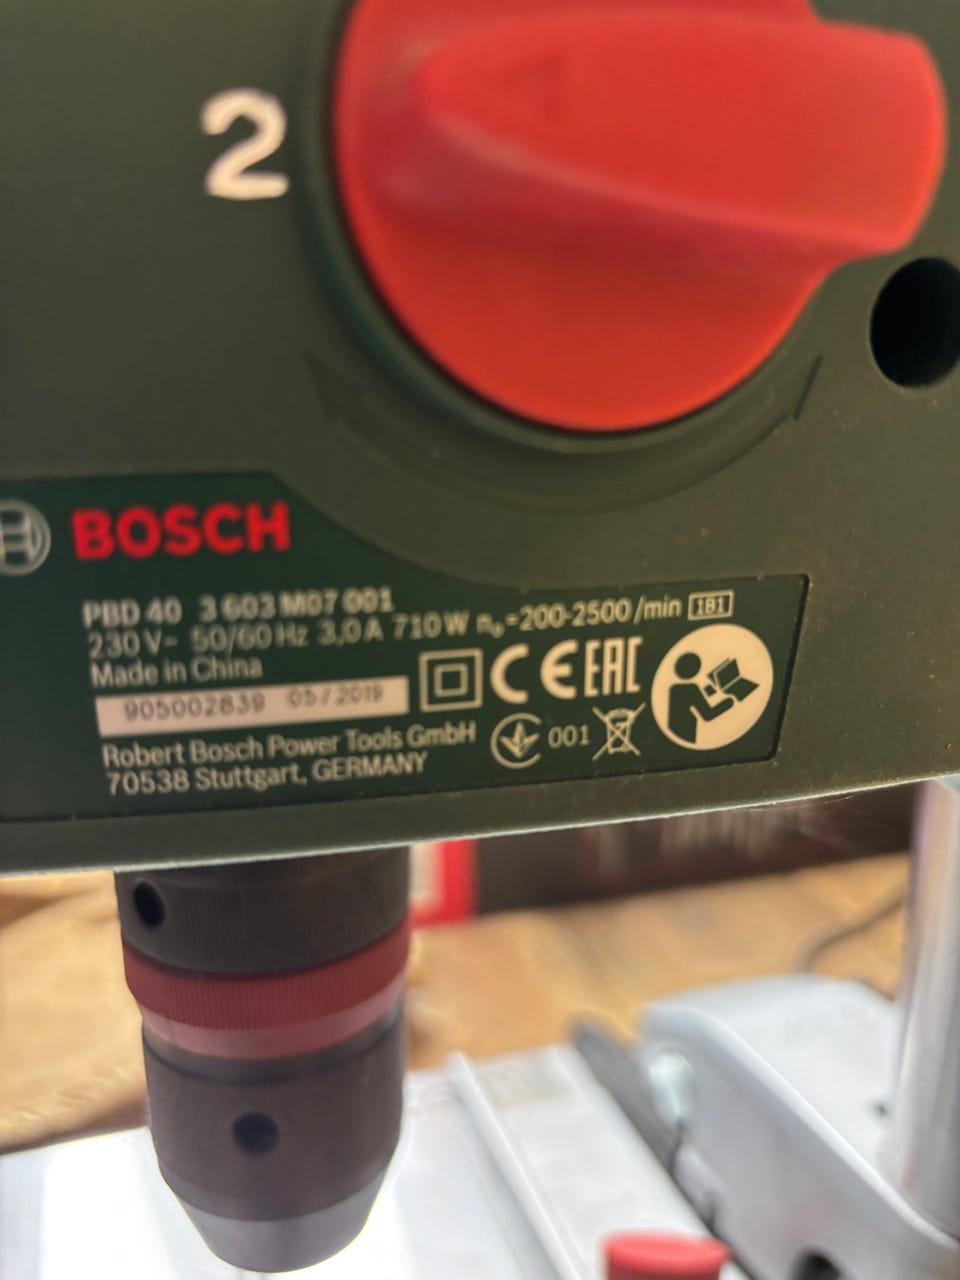 2
BOSCH
PBD 40 3 603 M07 001
230 V~ 50/60 Hz 3,0 A 710 W n₀=200-2500 /min 1B1
Made in China
905002839 05/2019
CE EAC
Robert Bosch Power Tools GmbH
001
70538 Stuttgart, GERMANY